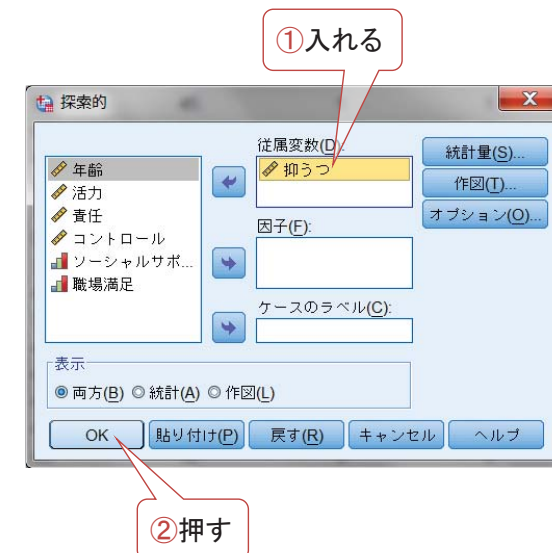 ①入れる
探索的
従属変数(D):
抑うつ
統計量(S)...
年齢
作図(T)...
活力
オプション(O)...
責任
因子(F):
コントロール
ソーシャルサポ...
職場満足
ケースのラベル(C):
表示
両方(B) 統計(A) 作図(L)
OK 貼り付け(P) 戻す(R) キャンセル ヘルプ
②押す